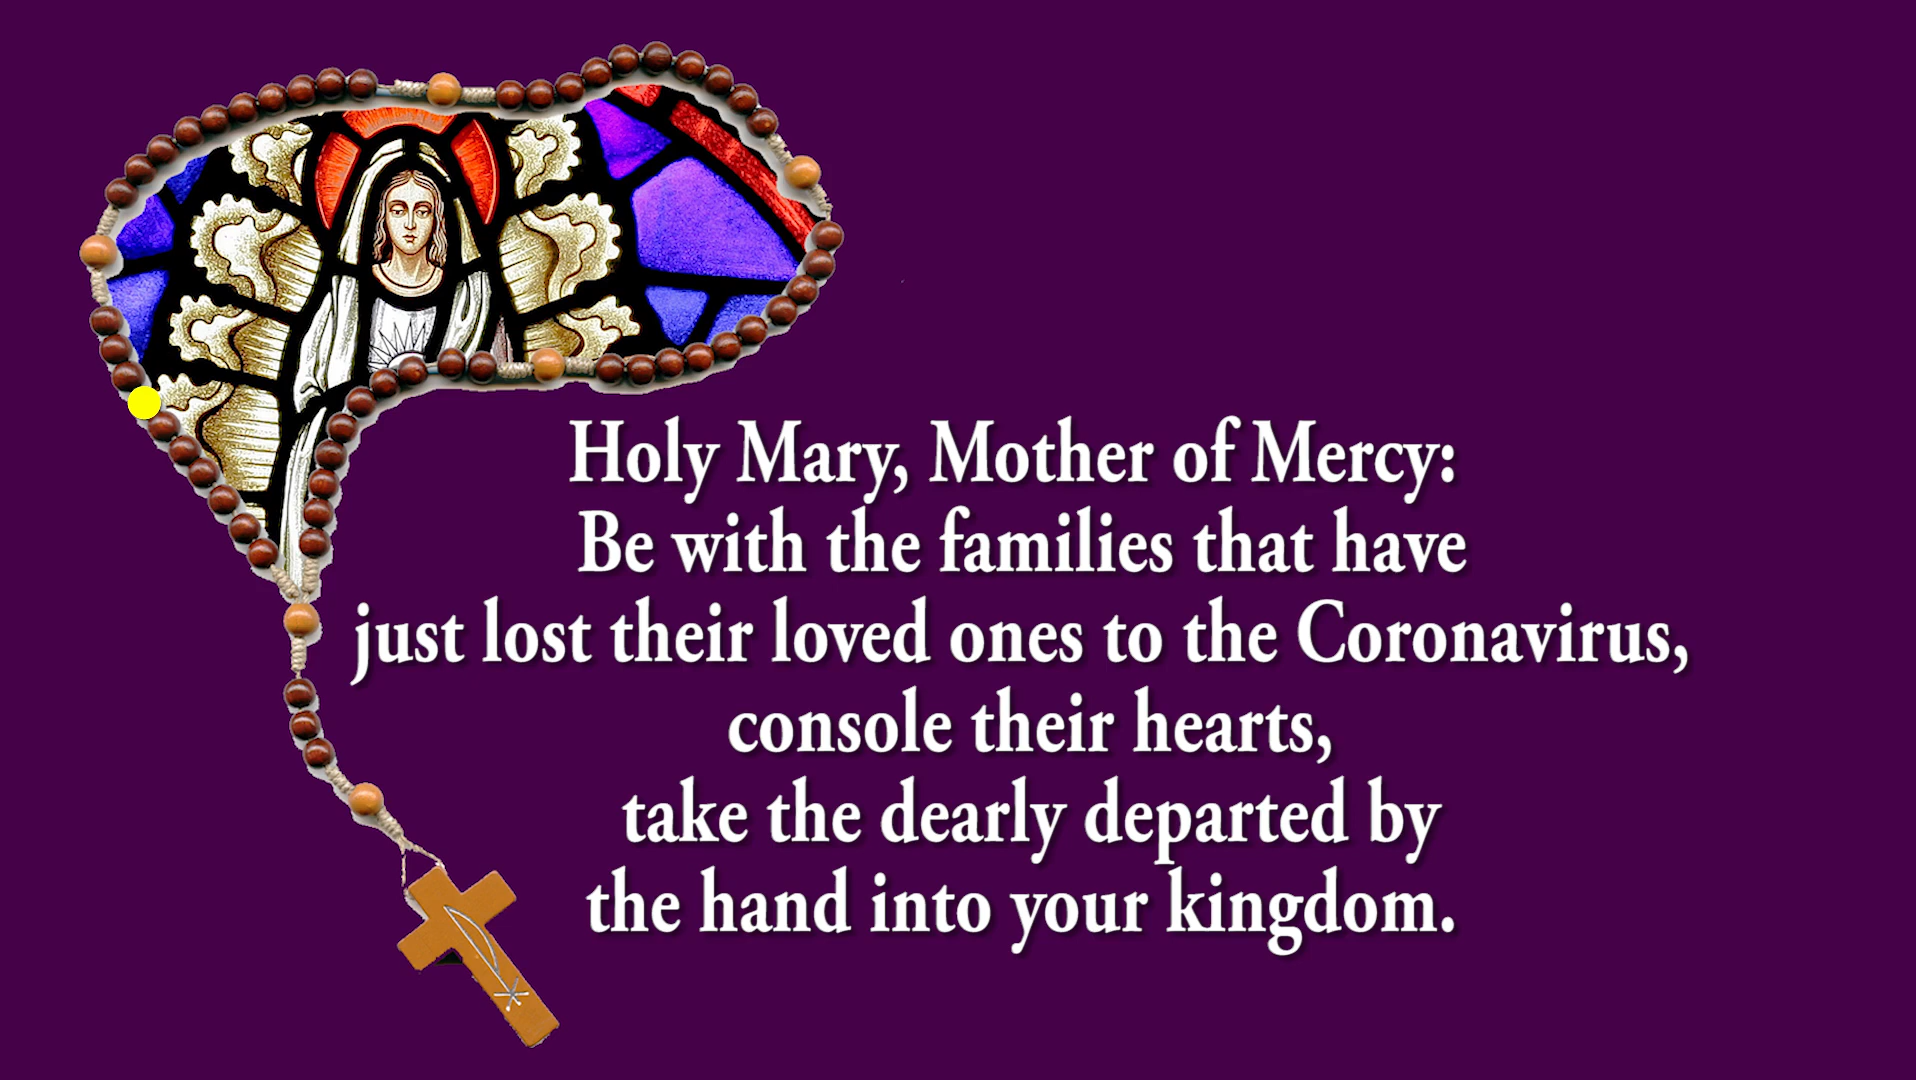 Holy Mary, Mother of Mercy:
Be with the families that have
just lost their loved ones to the Coronavirus,
console their hearts,
take the dearly departed by
the hand into your kingdom.